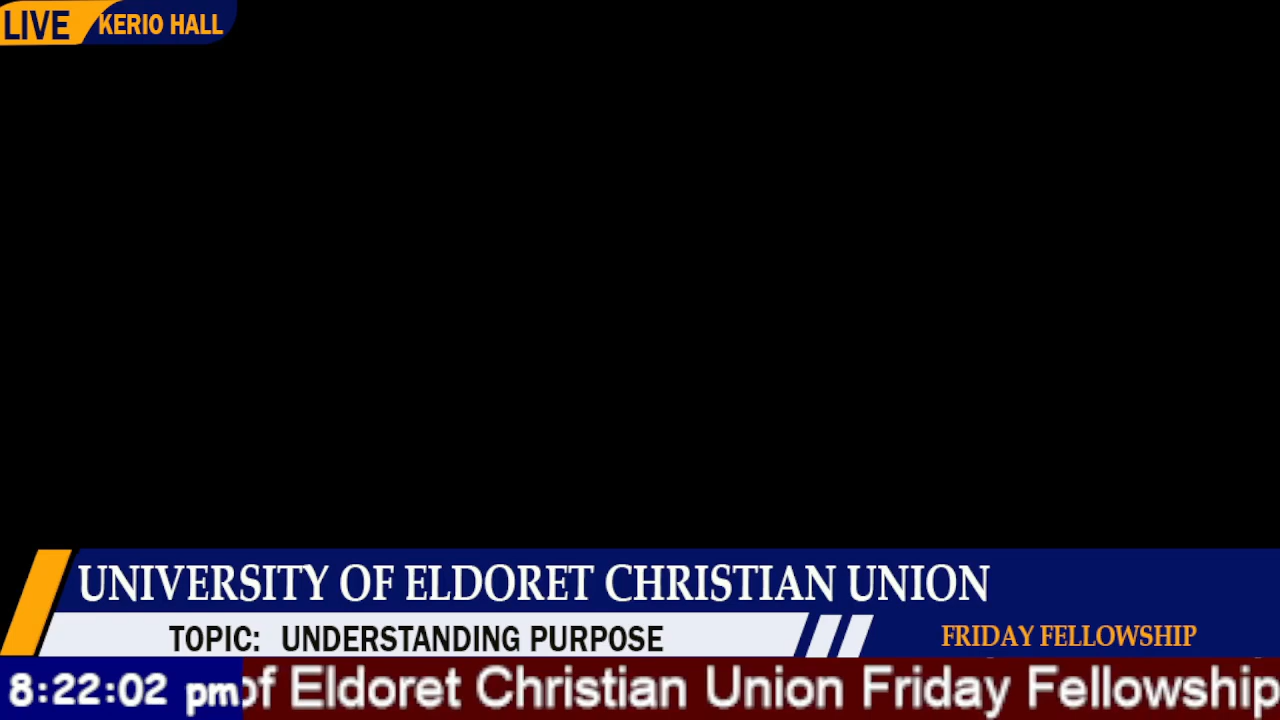 LIVE KERIO HALL
UNIVERSITY OF ELDORET CHRISTIAN UNION
TOPIC: UNDERSTANDING PURPOSE
FRIDAY FELLOWSHIP
8:22:02 pm
of Eldoret Christian Union Friday Fellowship